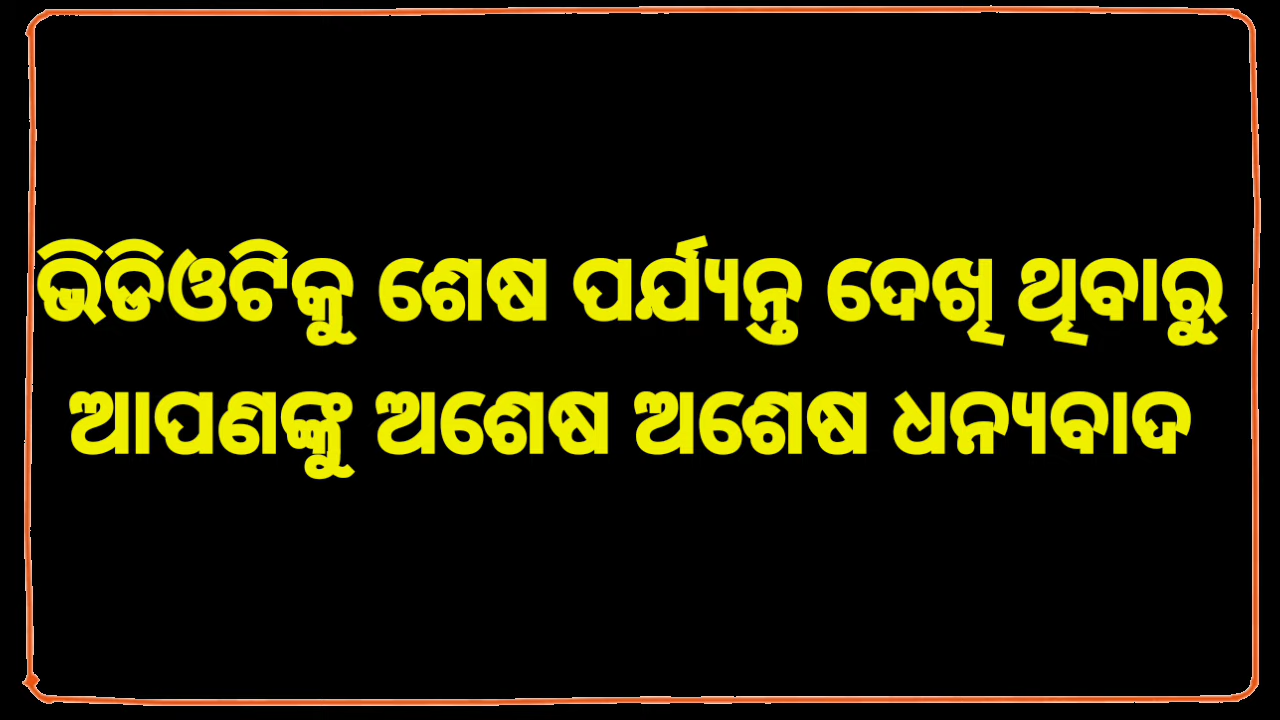 ଭିଡିଓଟିକୁ ଶେଷ ପର୍ଯ୍ୟନ୍ତ ଦେଖି ଥିବାରୁ
ଆପଣଙ୍କୁ ଅଶେଷ ଅଶେଷ ଧନ୍ୟବାଦ